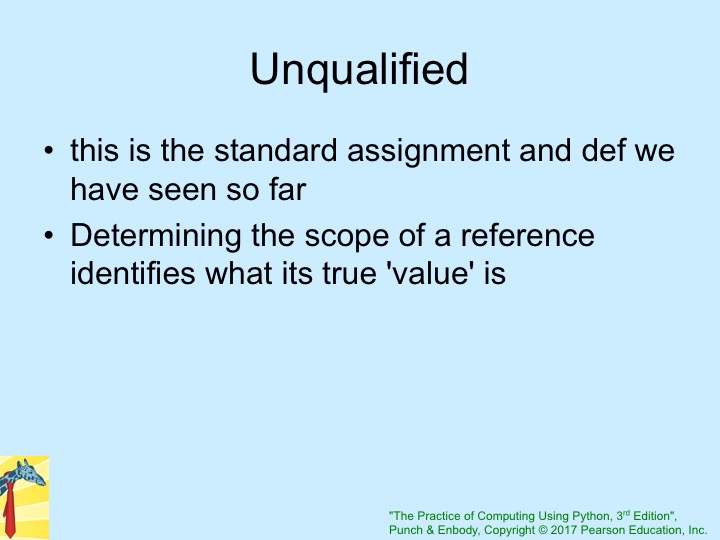 Unqualified
• this is the standard assignment and def we
have seen so far
• Determining the scope of a reference
identifies what its true 'value' is
"The Practice of Computing Using Python, 3rd Edition",
Punch & Enbody, Copyright © 2017 Pearson Education, Inc.